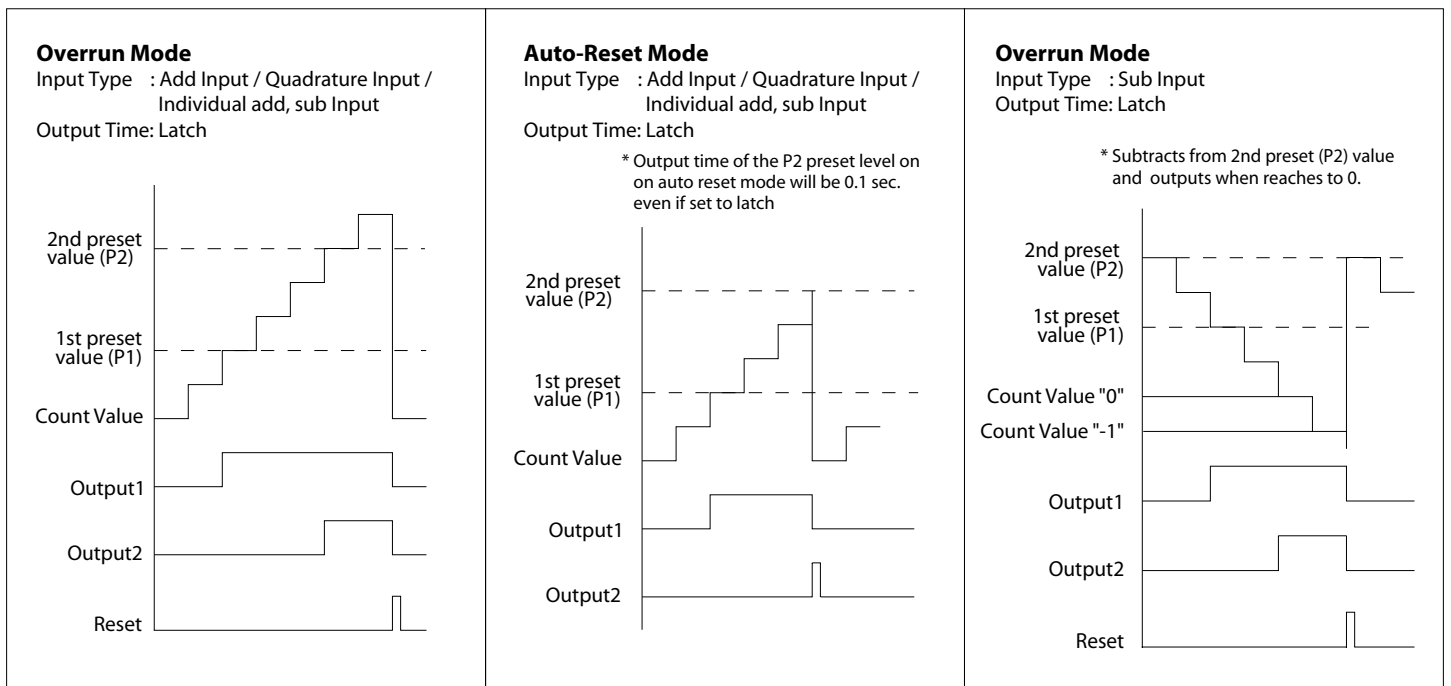 Overrun Mode
Input Type : Add Input / Quadrature Input /
Individual add, sub Input
Output Time: Latch
2nd preset
value (P2)
1st preset
value (P1)
Count Value
Output1
Output2
Reset
Auto-Reset Mode
Input Type : Add Input / Quadrature Input /
Individual add, sub Input
Output Time: Latch
* Output time of the P2 preset level on
on auto reset mode will be 0.1 sec.
even if set to latch
2nd preset
value (P2)
1st preset
value (P1)
Count Value
Output1
Output2
Overrun Mode
Input Type : Sub Input
Output Time: Latch
* Subtracts from 2nd preset (P2) value
and outputs when reaches to 0.
2nd preset
value (P2)
1st preset
value (P1)
Count Value "0"
Count Value "-1"
Output1
Output2
Reset